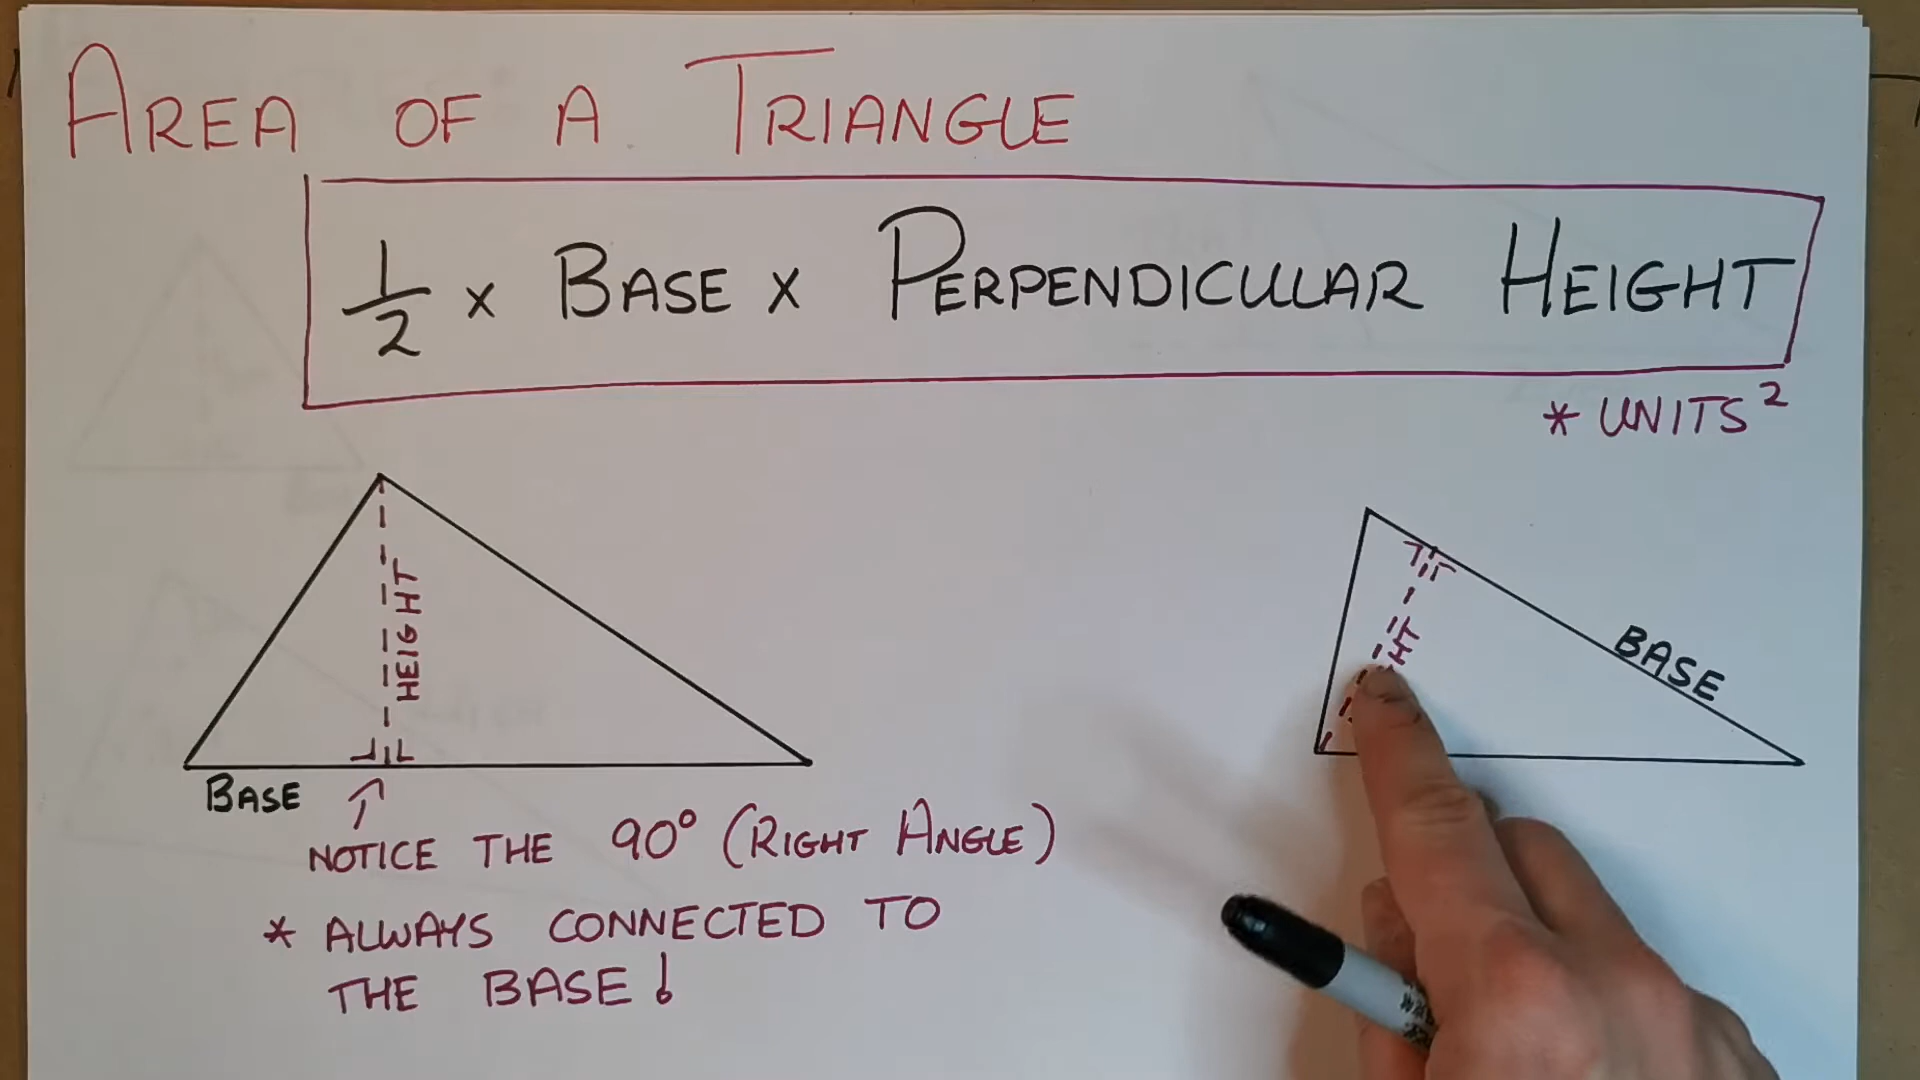 AREA OF A TRIANGLE
1/2 x BASE x PERPENDICULAR HEIGHT
* UNITS²
HEIGHT
BASE
BASE
NOTICE THE 90° (RIGHT ANGLE)
* ALWAYS CONNECTED TO
THE BASE!